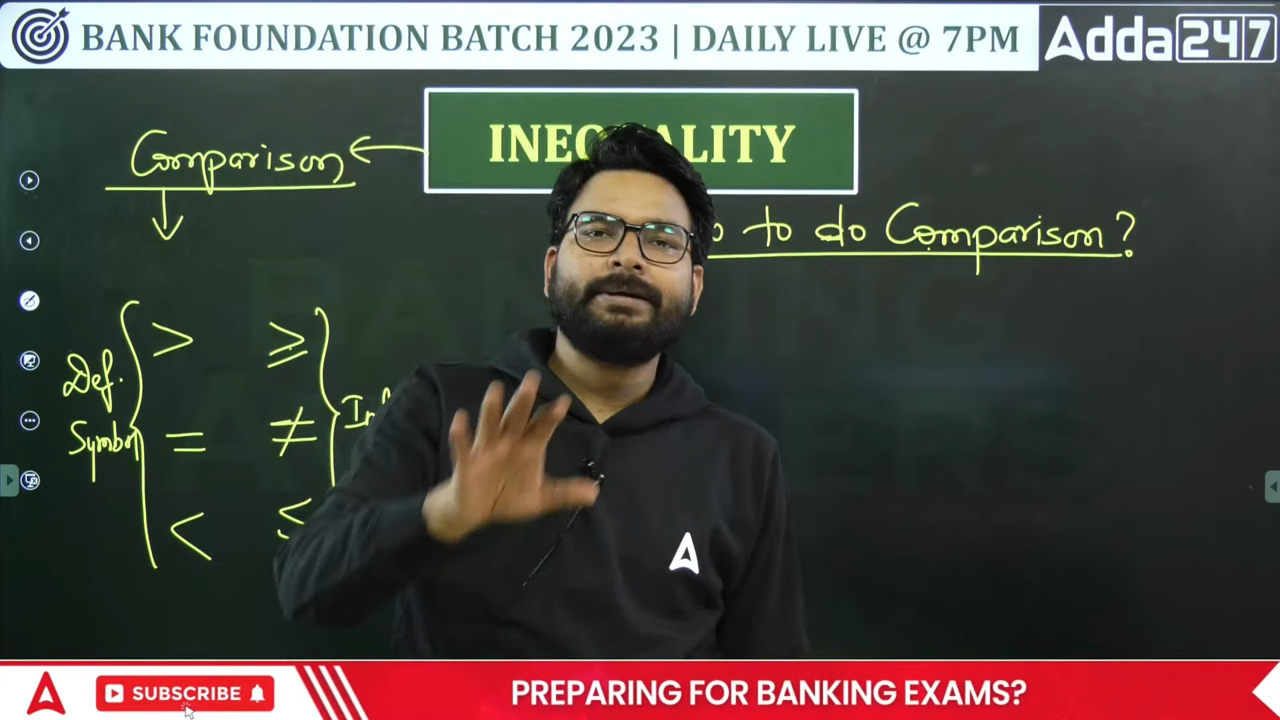 BANK FOUNDATION BATCH 2023 | DAILY LIVE @ 7PM
Adda247
INEQUALITY
Comparison
to do Comparison?
> ≥
Def.
Symbol
= ≠
< ≤
SUBSCRIBE
PREPARING FOR BANKING EXAMS?